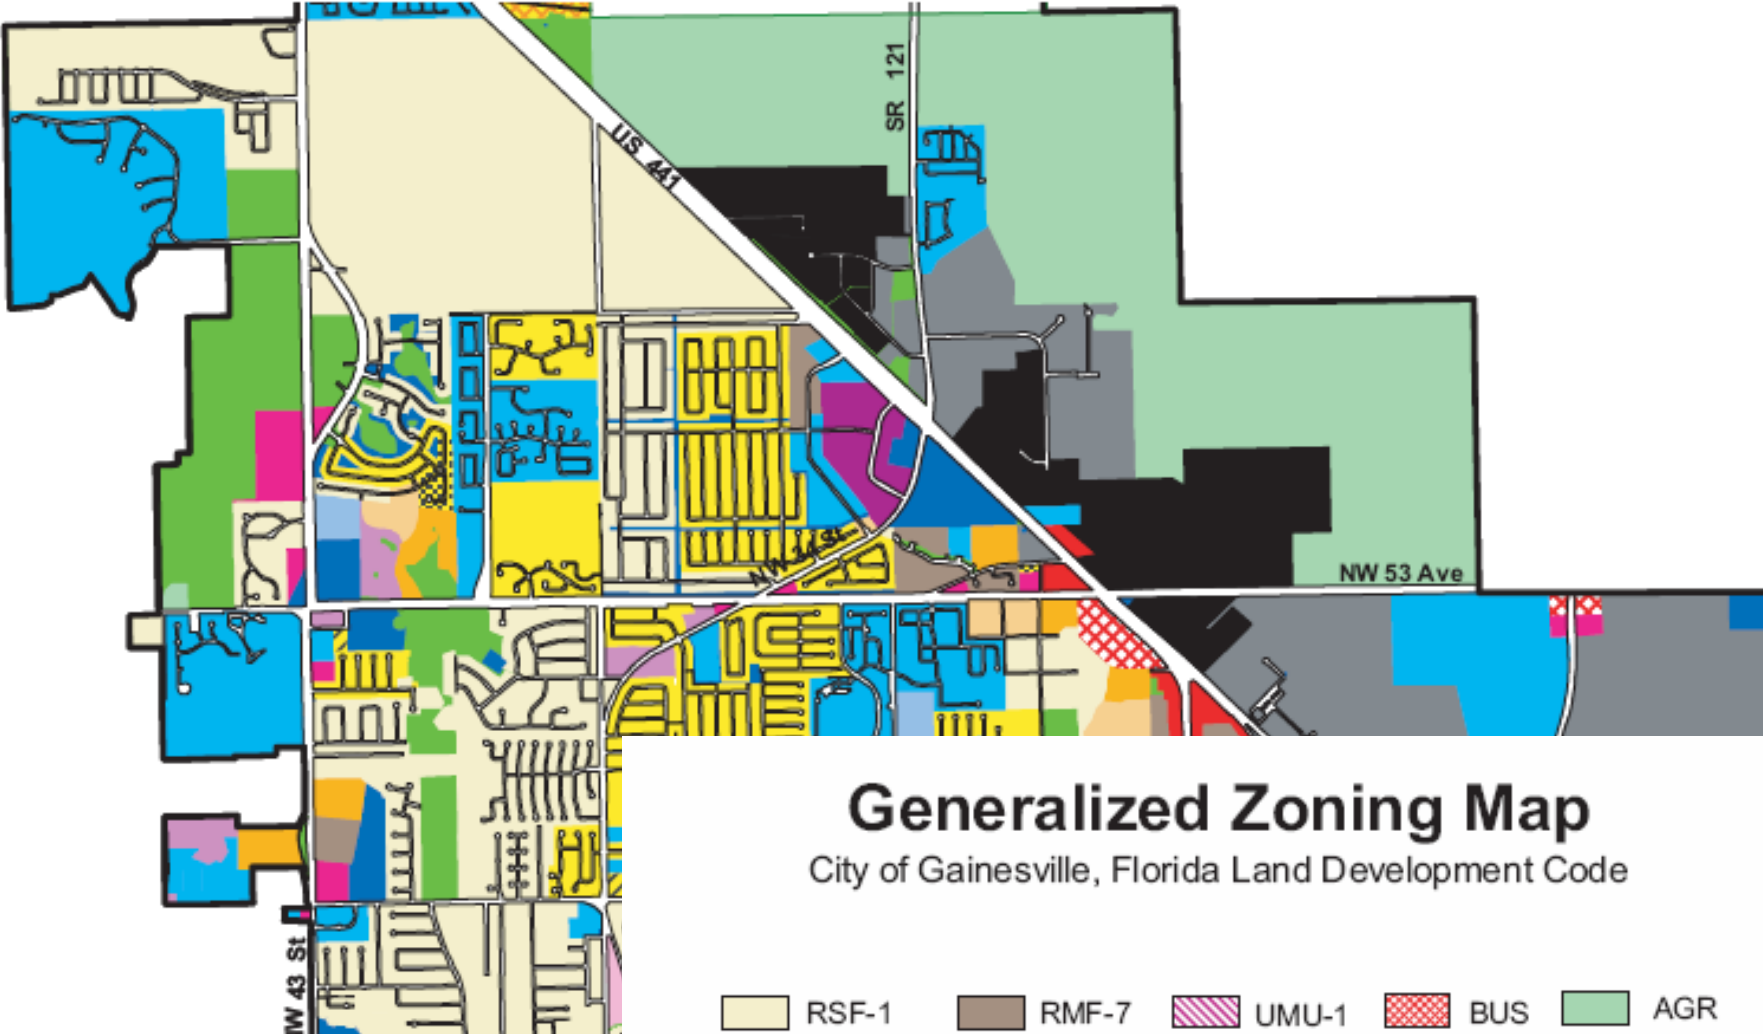 SR 121
US 441
NW 34 St
NW 53 Ave
NW 43 St
Generalized Zoning Map
City of Gainesville, Florida Land Development Code
RSF-1 RMF-7 UMU-1 BUS AGR